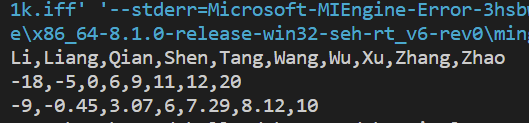 1k.iff' '--stderr=Microsoft-MIEngine-Error-3hsb
e\x86_64-8.1.0-release-win32-seh-rt_v6-rev0\min
Li,Liang,Qian,Shen,Tang,Wang,Wu,Xu,Zhang,Zhao
-18,-5,0,6,9,11,12,20
-9,-0.45,3.07,6,7.29,8.12,10